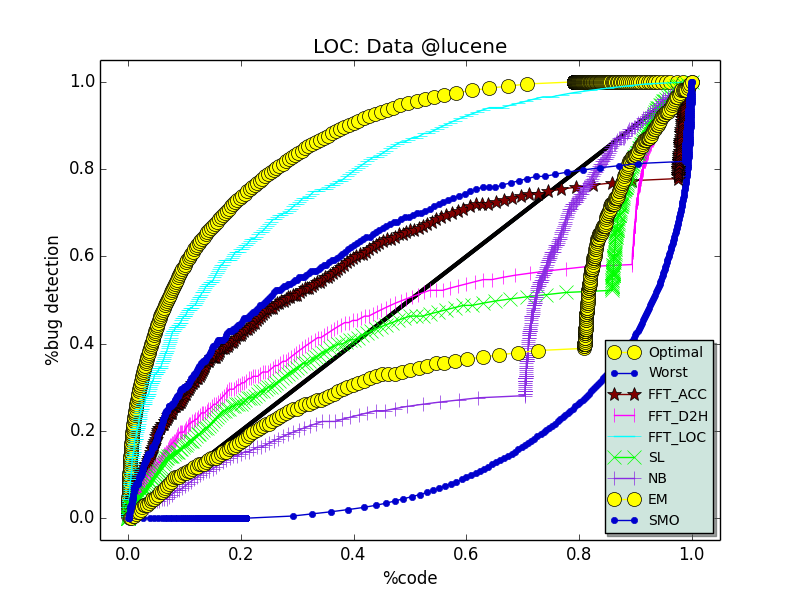 LOC: Data @lucene
1.0
0.8
0.6
0.4
0.2
0.0
%bug detection
0.0 0.2 0.4 0.6 0.8 1.0
%code
Optimal
Worst
FFT_ACC
FFT_D2H
FFT_LOC
SL
NB
EM
SMO